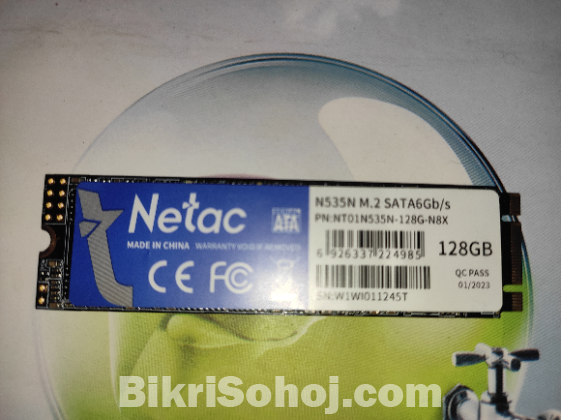 Netac
SERIAL
ATA
MADE IN CHINA WARRANTY VOID IF REMOVED
CE FC
N535N M.2 SATA6Gb/s
PN:NT01N535N-128G-N8X
6 926337 224985
128GB
QC PASS
01/2023
SN:W1WI011245T
BikriSohoj.com